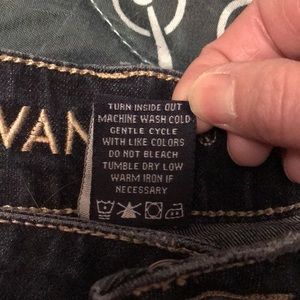 VAN
TURN INSIDE OUT
MACHINE WASH COLD
GENTLE CYCLE
WITH LIKE COLORS
DO NOT BLEACH
TUMBLE DRY LOW
WARM IRON IF
NECESSARY